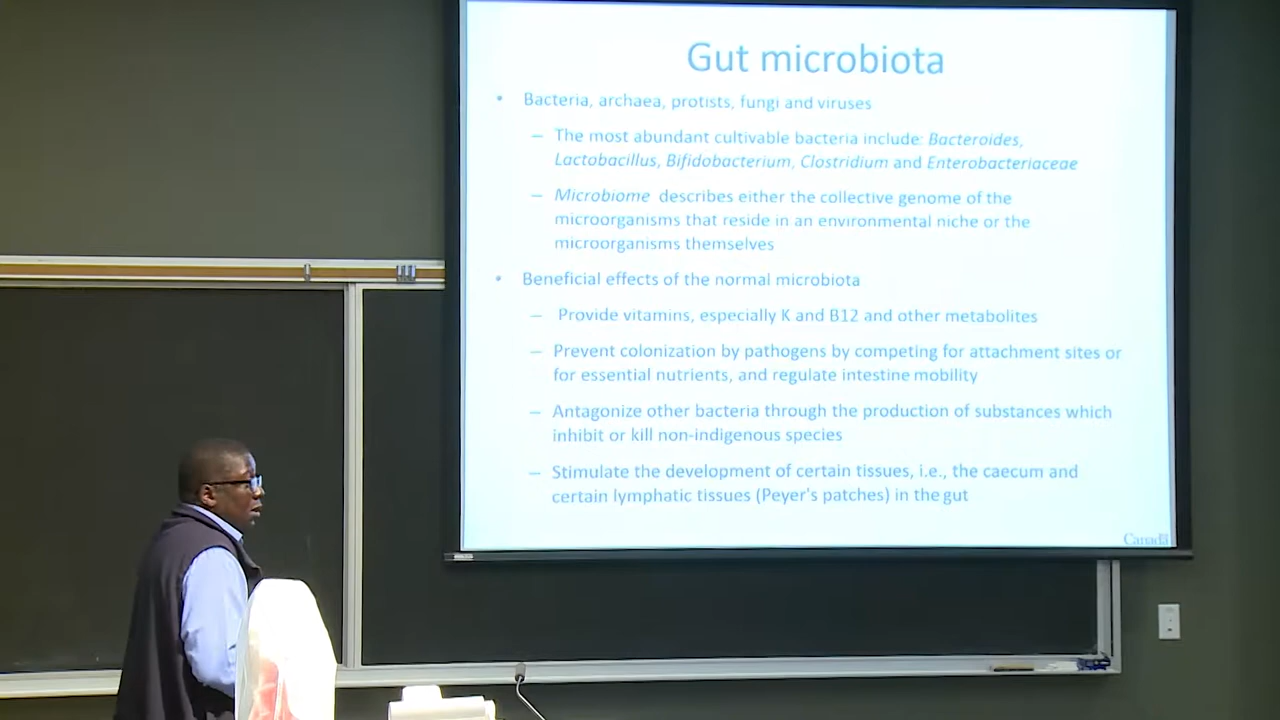 Gut microbiota
• Bacteria, archaea, protists, fungi and viruses
– The most abundant cultivable bacteria include: Bacteroides,
Lactobacillus, Bifidobacterium, Clostridium and Enterobacteriaceae
– Microbiome describes either the collective genome of the
microorganisms that reside in an environmental niche or the
microorganisms themselves
• Beneficial effects of the normal microbiota
– Provide vitamins, especially K and B12 and other metabolites
– Prevent colonization by pathogens by competing for attachment sites or
for essential nutrients, and regulate intestine mobility
– Antagonize other bacteria through the production of substances which
inhibit or kill non-indigenous species
– Stimulate the development of certain tissues, i.e., the caecum and
certain lymphatic tissues (Peyer's patches) in the gut
Canada